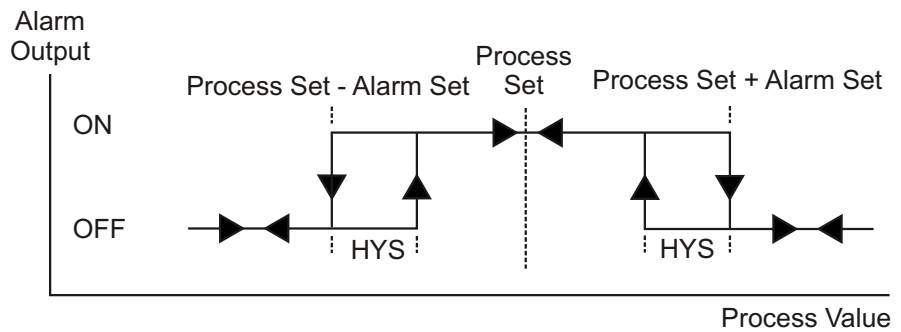 Alarm
Output
Process
Set
Process Set - Alarm Set
Process Set + Alarm Set
ON
OFF
HYS
HYS
Process Value